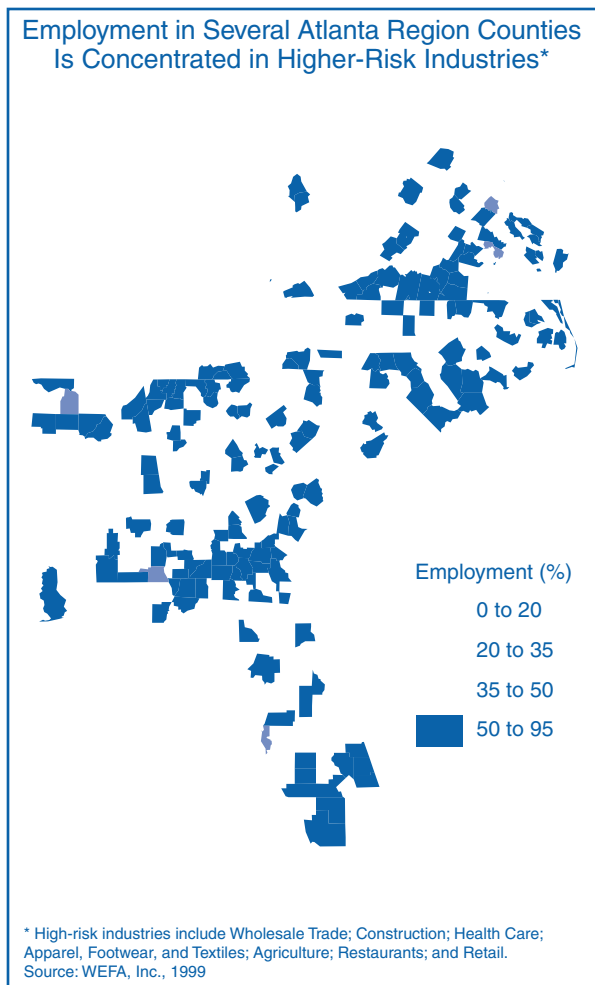 Employment in Several Atlanta Region Counties
Is Concentrated in Higher-Risk Industries*
Employment (%)
0 to 20
20 to 35
35 to 50
50 to 95
* High-risk industries include Wholesale Trade; Construction; Health Care;
Apparel, Footwear, and Textiles; Agriculture; Restaurants; and Retail.
Source: WEFA, Inc., 1999